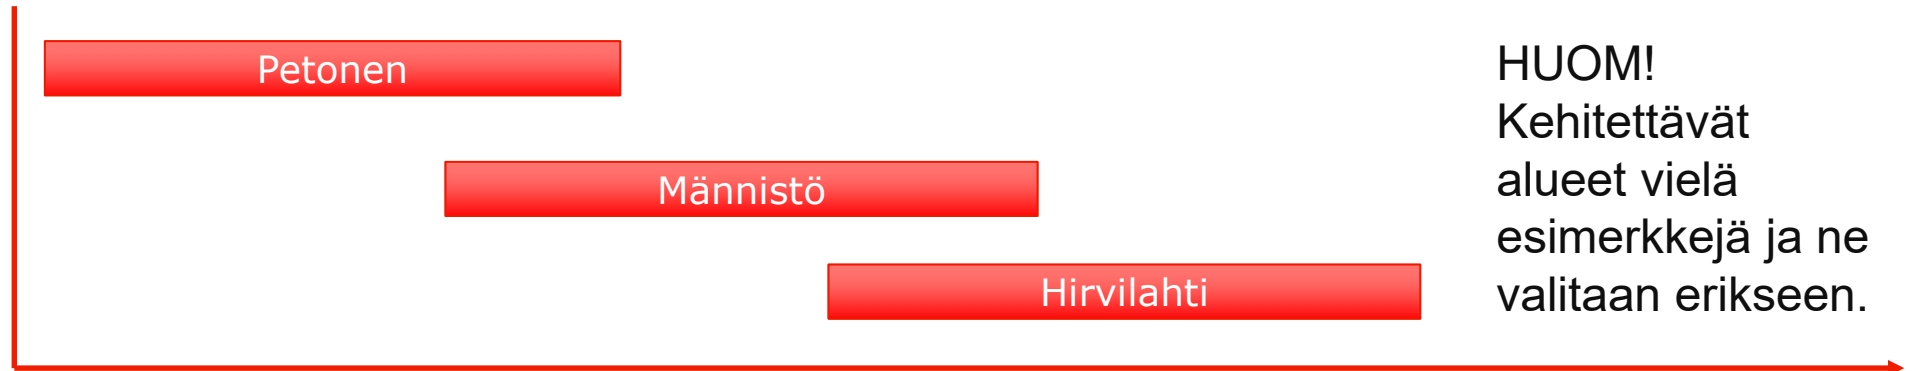 Petonen
Männistö
Hirvilahti
HUOM!
Kehitettävät
alueet vielä
esimerkkejä ja ne
valitaan erikseen.